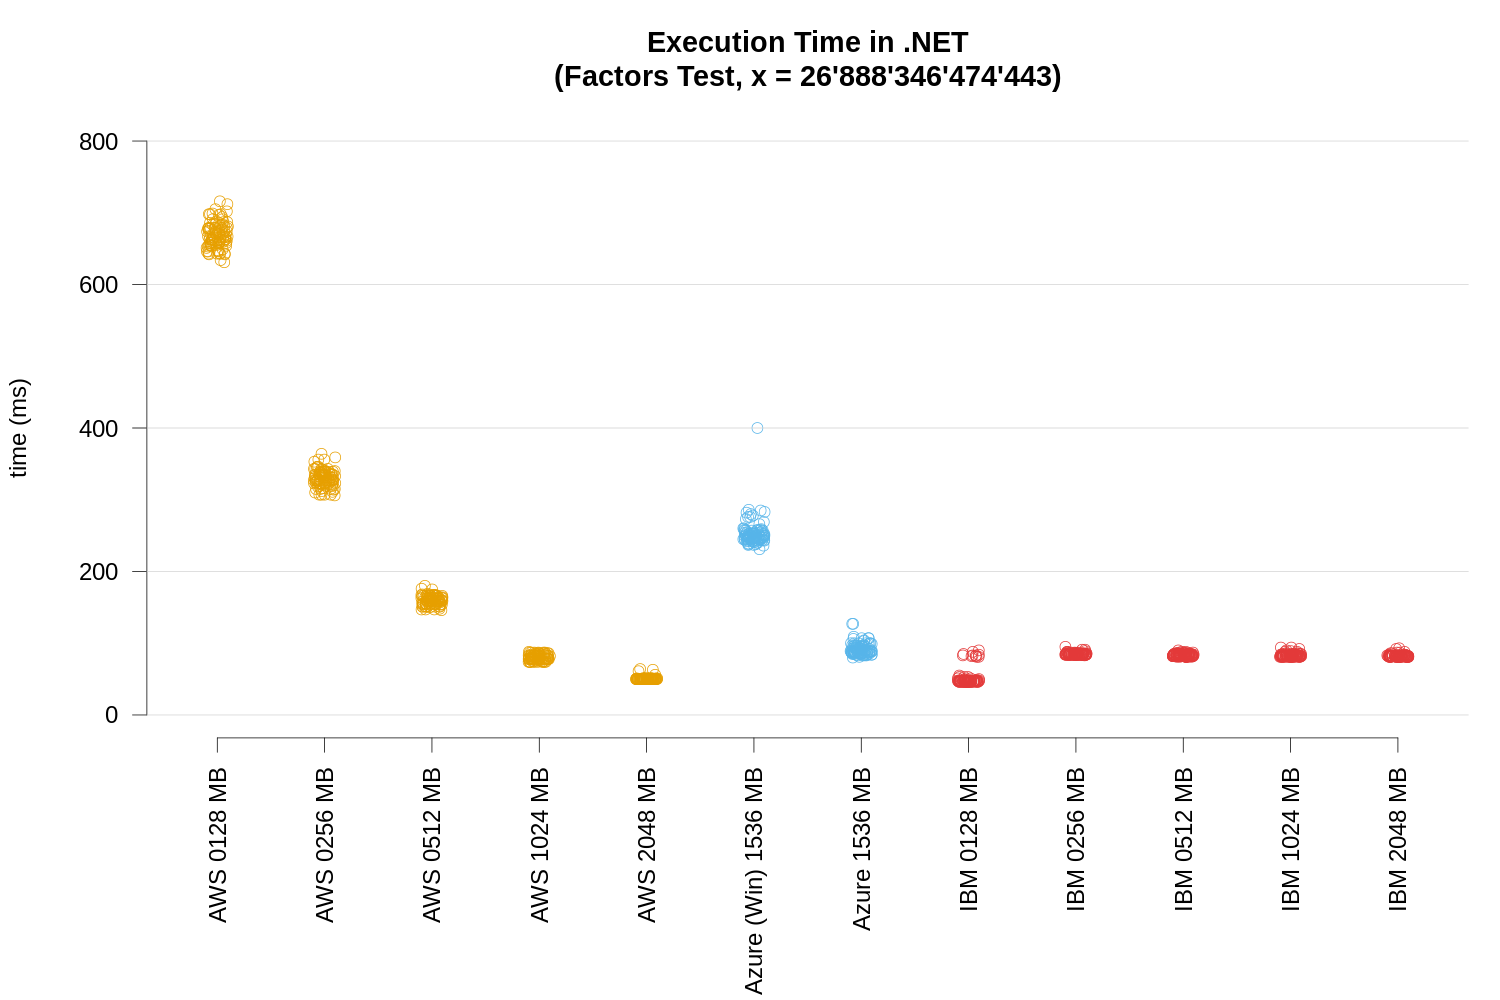 Execution Time in .NET
(Factors Test, x = 26'888'346'474'443)
time (ms)
800
600
400
200
0
AWS 0128 MB
AWS 0256 MB
AWS 0512 MB
AWS 1024 MB
AWS 2048 MB
Azure (Win) 1536 MB
Azure 1536 MB
IBM 0128 MB
IBM 0256 MB
IBM 0512 MB
IBM 1024 MB
IBM 2048 MB